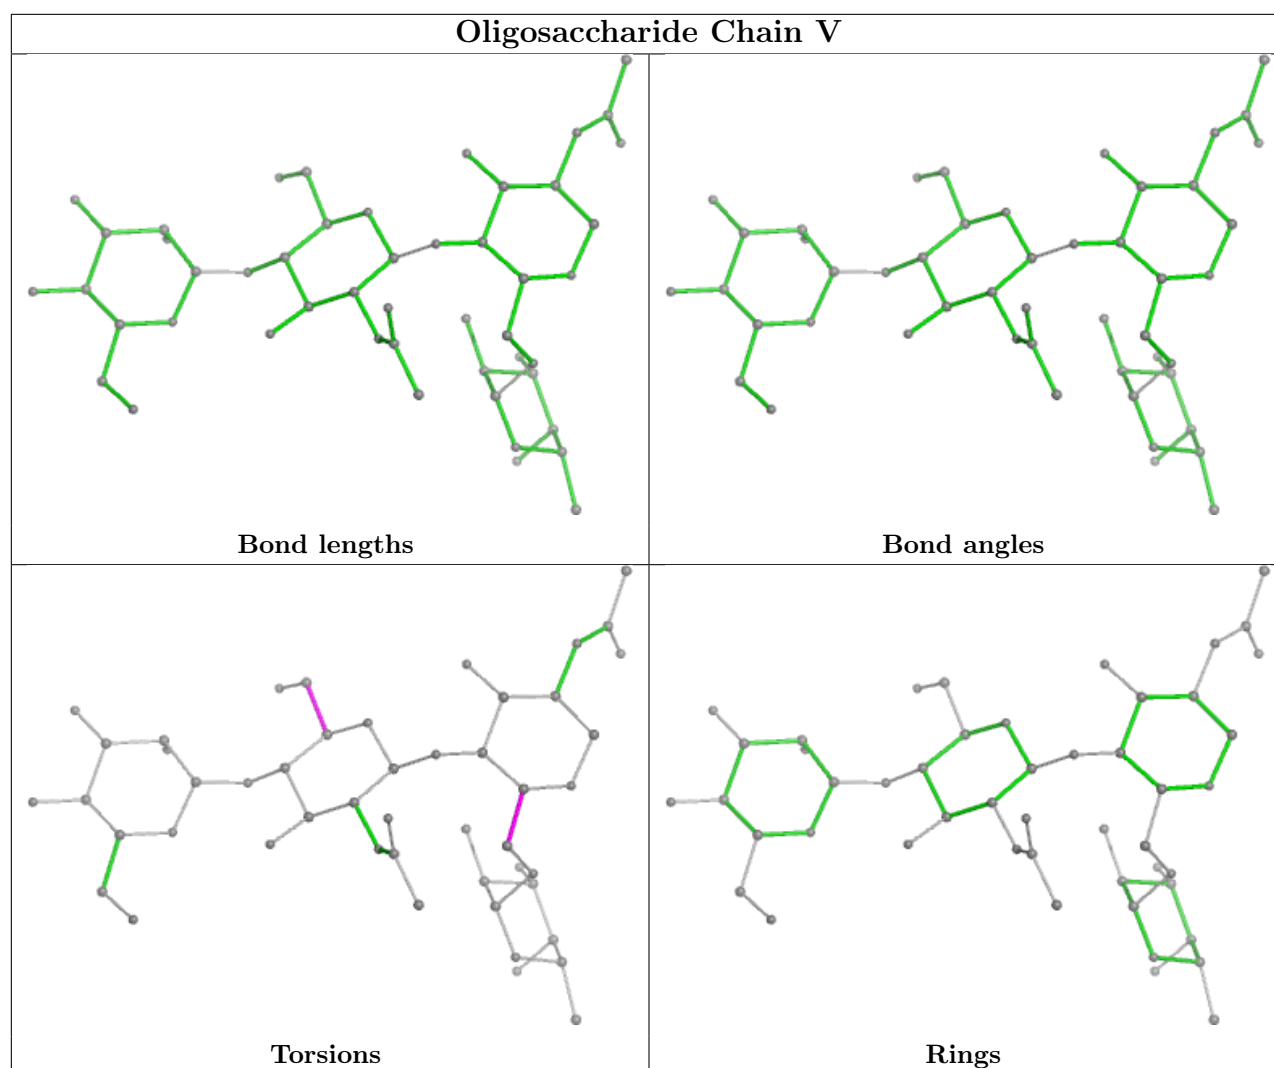 Oligosaccharide Chain V
Bond lengths
Bond angles
Torsions
Rings